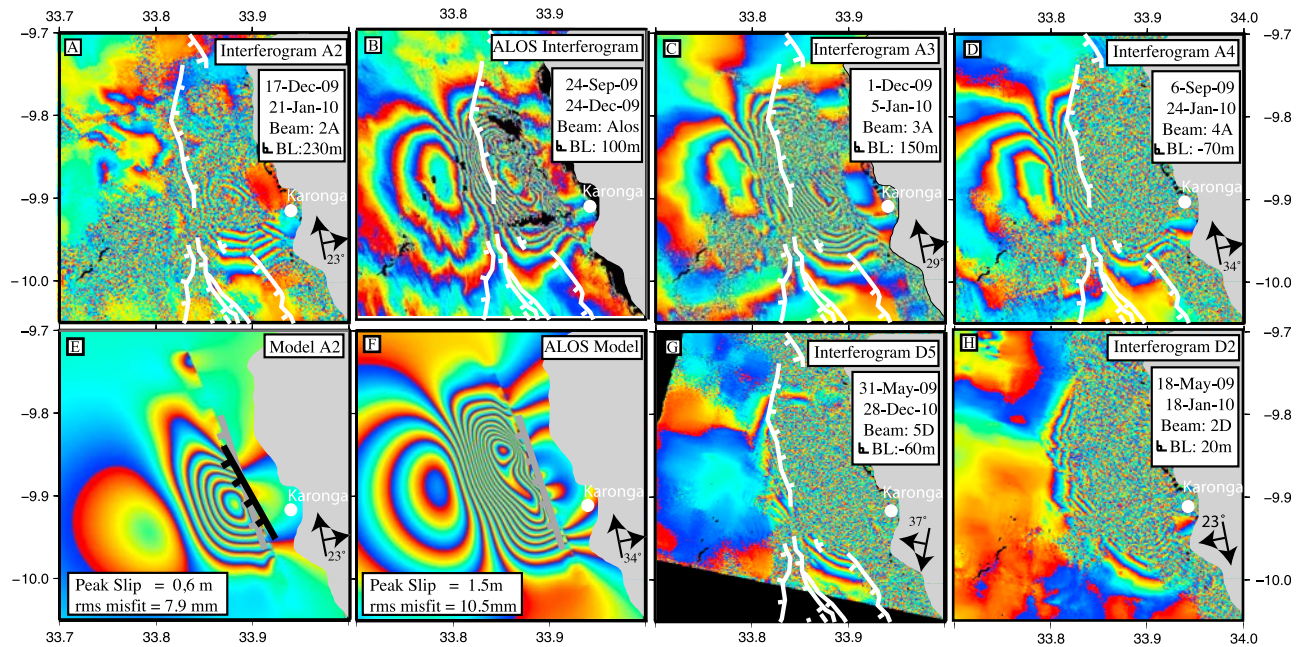 33.7 33.8 33.9 33.8 33.9 33.8 33.9 33.8 33.9 34.0
−9.7 −9.7
A Interferogram A2
17-Dec-09
21-Jan-10
Beam: 2A
BL:230m
Karonga
23°
B ALOS Interferogram
24-Sep-09
24-Dec-09
Beam: Alos
BL: 100m
Karonga
C Interferogram A3
1-Dec-09
5-Jan-10
Beam: 3A
BL: 150m
Karonga
29°
D Interferogram A4
6-Sep-09
24-Jan-10
Beam: 4A
BL: -70m
Karonga
34°
−9.8 −9.8
−9.9 −9.9
−10.0 −10.0
−9.7 −9.7
E Model A2
Karonga
23°
Peak Slip = 0,6 m
rms misfit = 7.9 mm
F ALOS Model
Karonga
34°
Peak Slip = 1.5m
rms misfit = 10.5mm
G Interferogram D5
31-May-09
28-Dec-10
Beam: 5D
BL:-60m
Karonga
37°
H Interferogram D2
18-May-09
18-Jan-10
Beam: 2D
BL: 20m
Karonga
23°
−9.8 −9.8
−9.9 −9.9
−10.0 −10.0
33.7 33.8 33.9 33.8 33.9 33.8 33.9 33.8 33.9 34.0